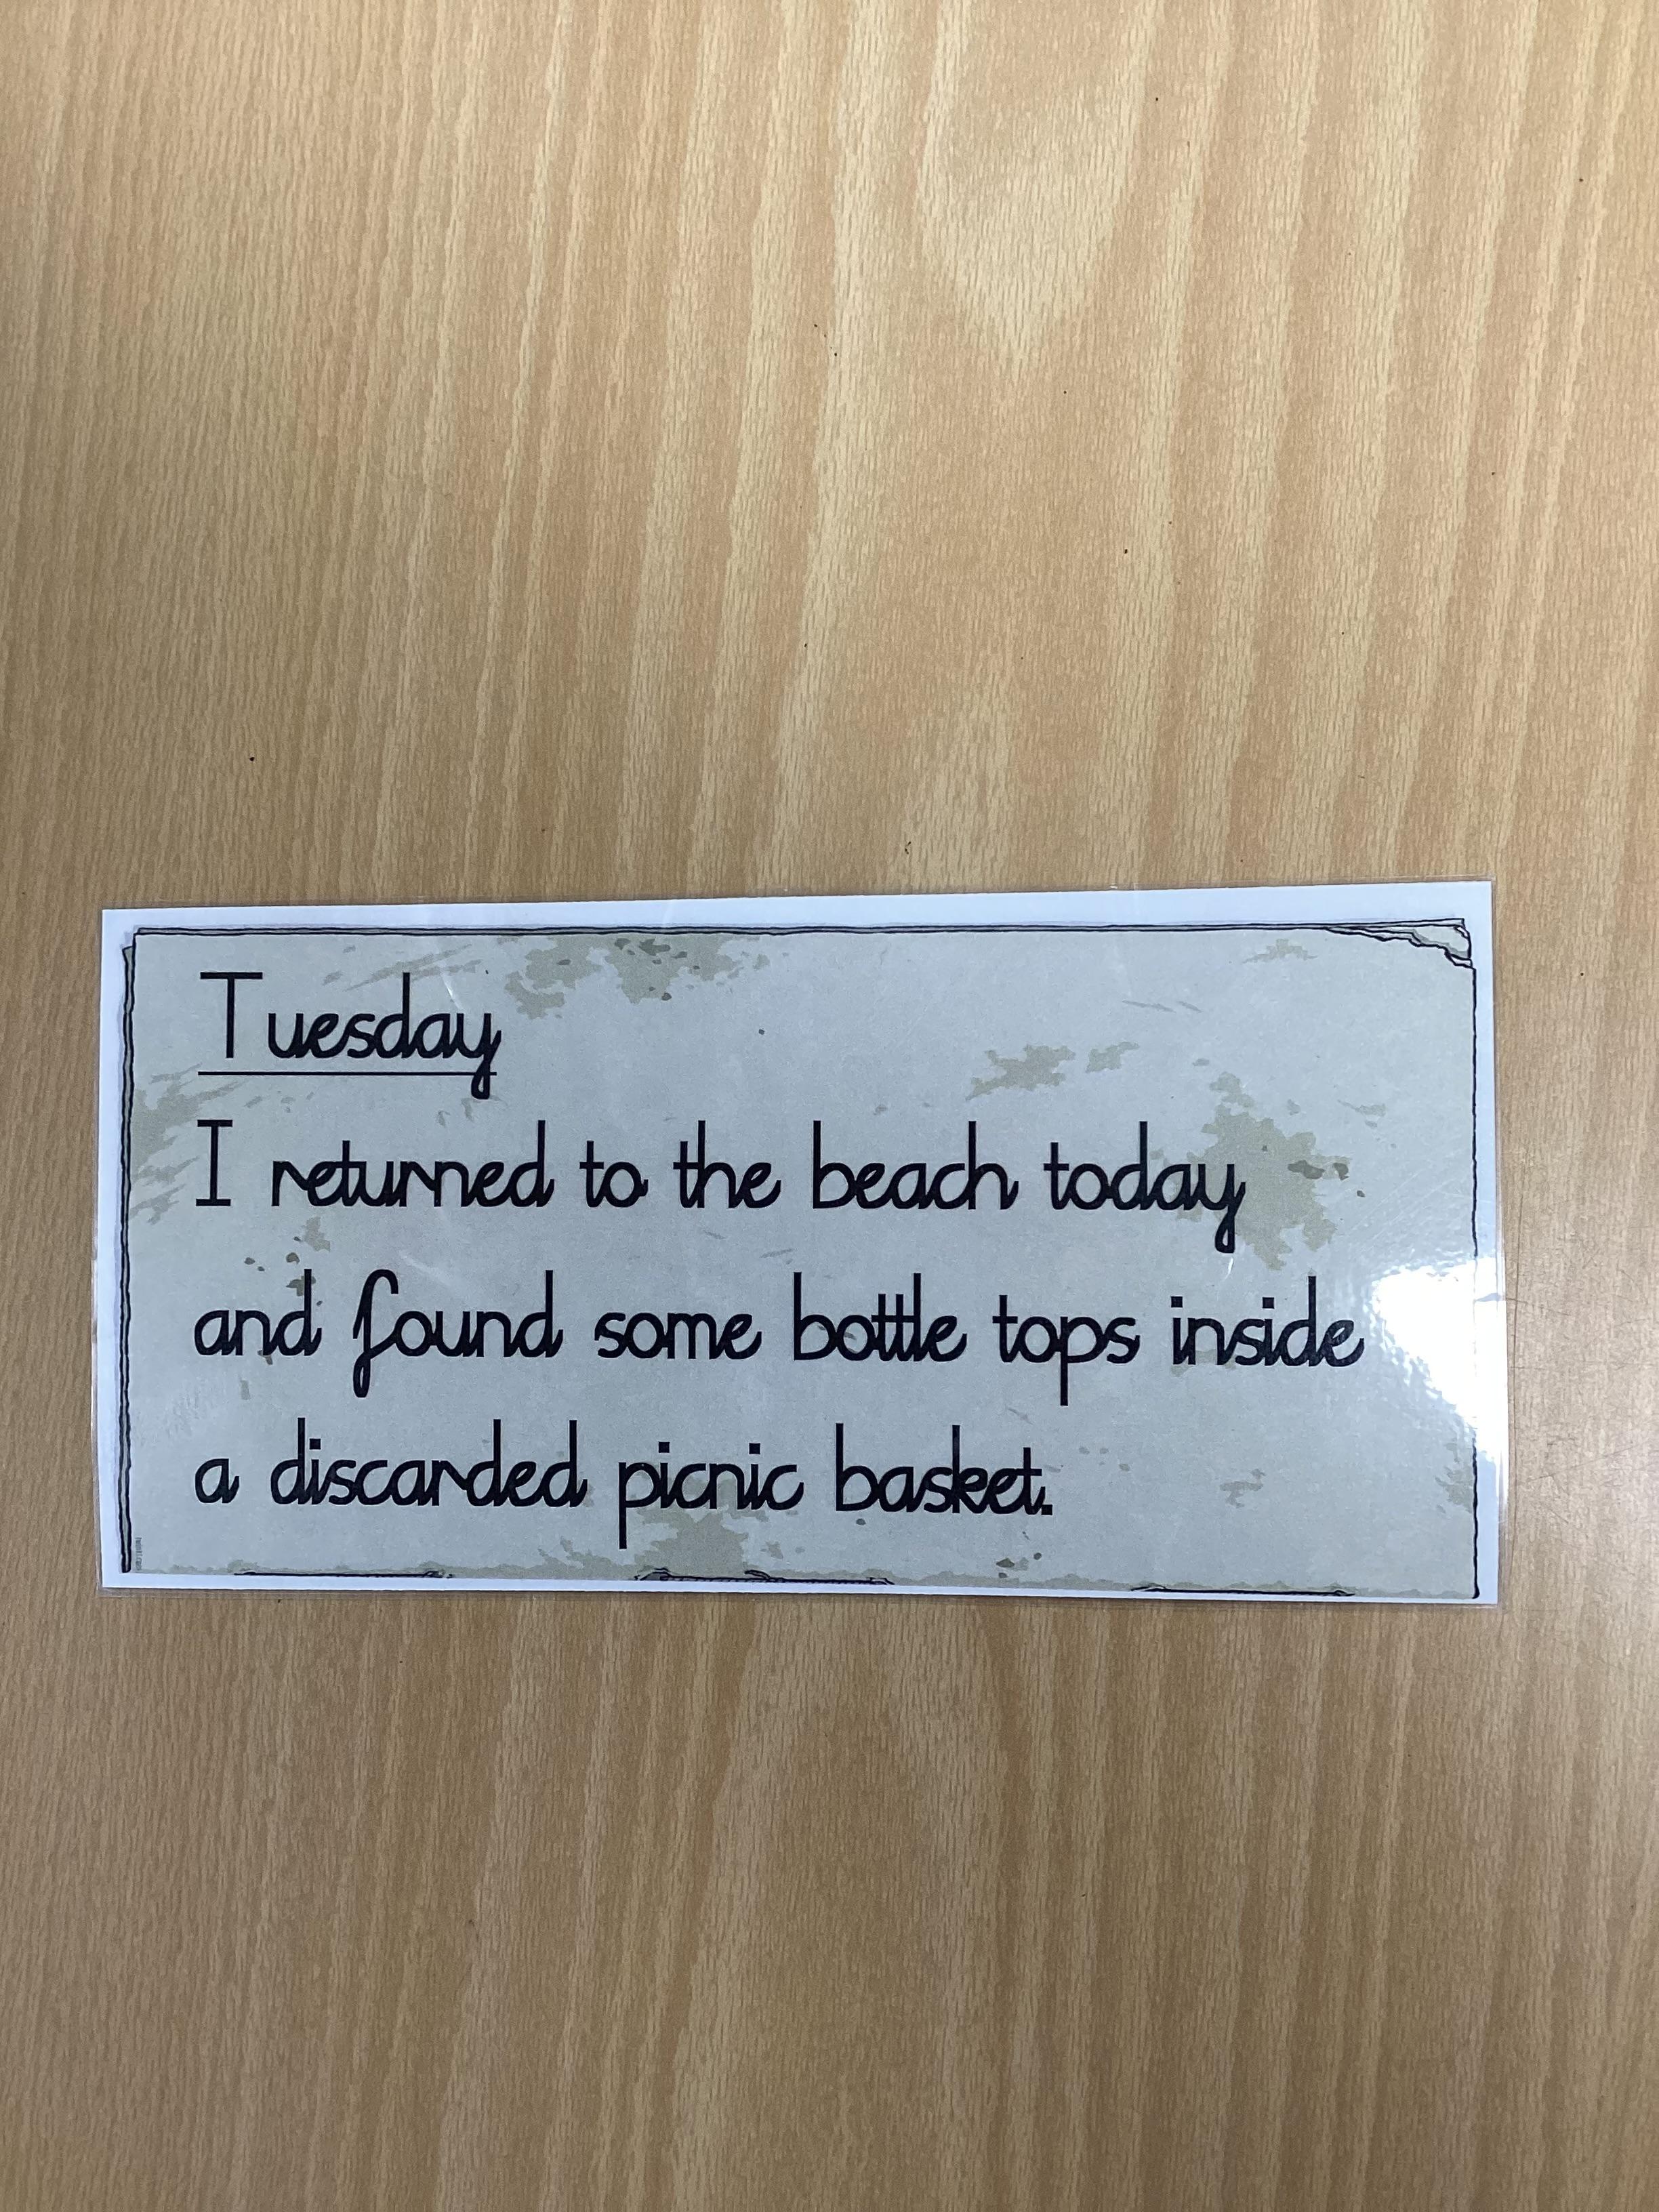 Tuesday
I returned to the beach today
and found some bottle tops inside
a discarded picnic basket.